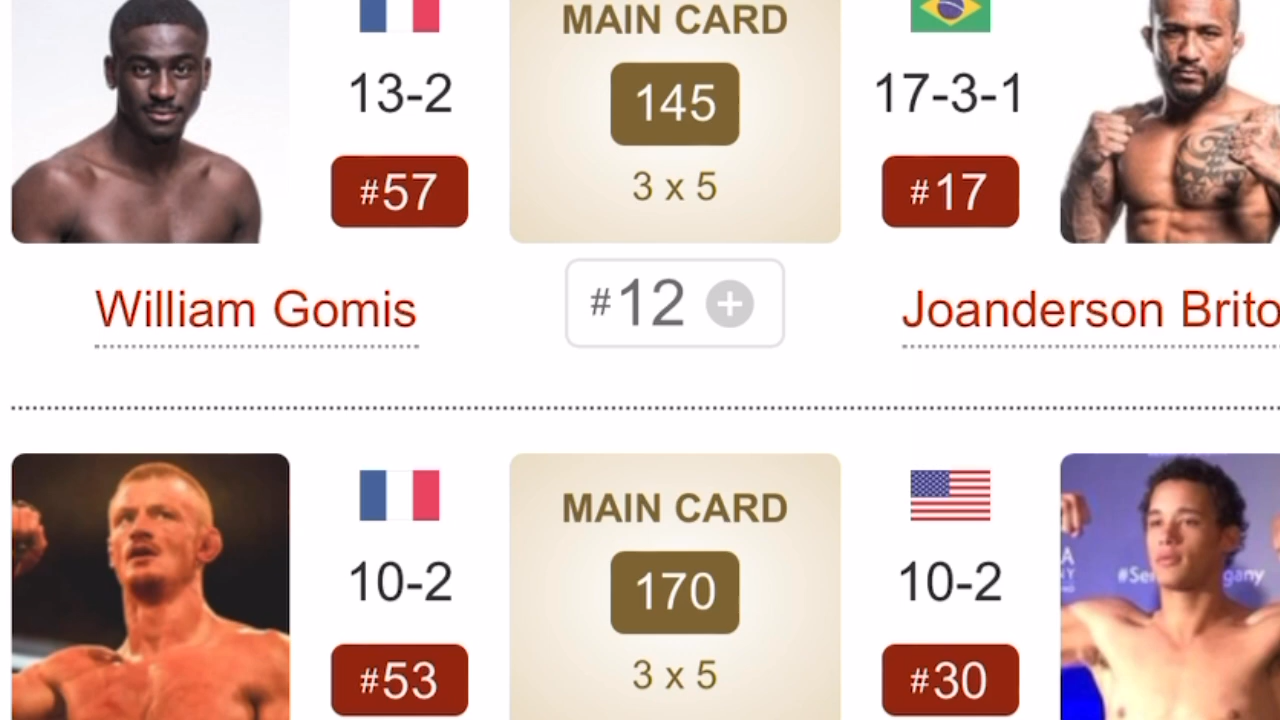 MAIN CARD
13-2
145
17-3-1
#57
3 x 5
#17
William Gomis
#12
Joanderson Brito
MAIN CARD
10-2
170
10-2
#53
3 x 5
#30